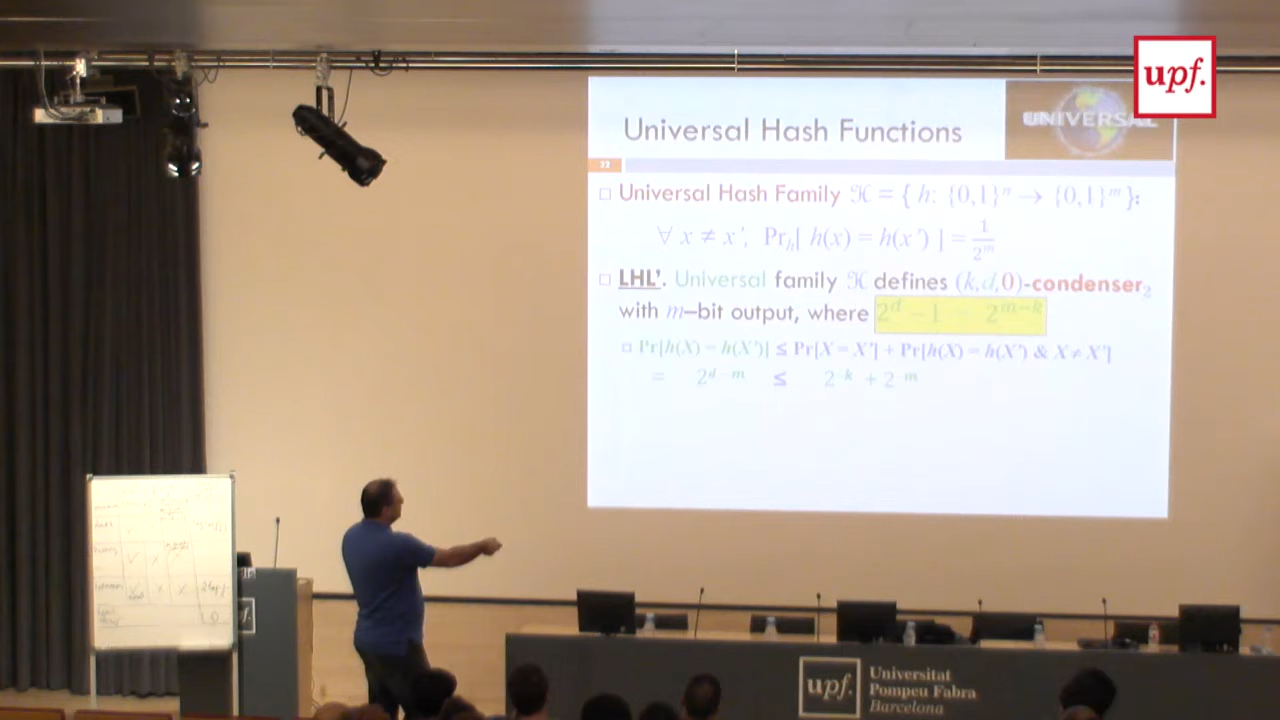 upf.
UNIVERSAL
Universal Hash Functions
22
□ Universal Hash Family ℋ = { h: {0,1}ⁿ → {0,1}ᵐ}:
∀ x ≠ x’, Prₕ[ h(x) = h(x’) ] = 1/2ᵐ
□ LHL’. Universal family ℋ defines (k,d,0)-condenser₂
with m–bit output, where 2ᵈ – 1 = 2ᵐ⁻ᵏ
□ Pr[h(X) = h(X’)] ≤ Pr[X = X’] + Pr[h(X) = h(X’) & X ≠ X’]
= 2ᵈ⁻ᵐ ≤ 2⁻ᵏ + 2⁻ᵐ
upf.
upf.
Universitat
Pompeu Fabra
Barcelona